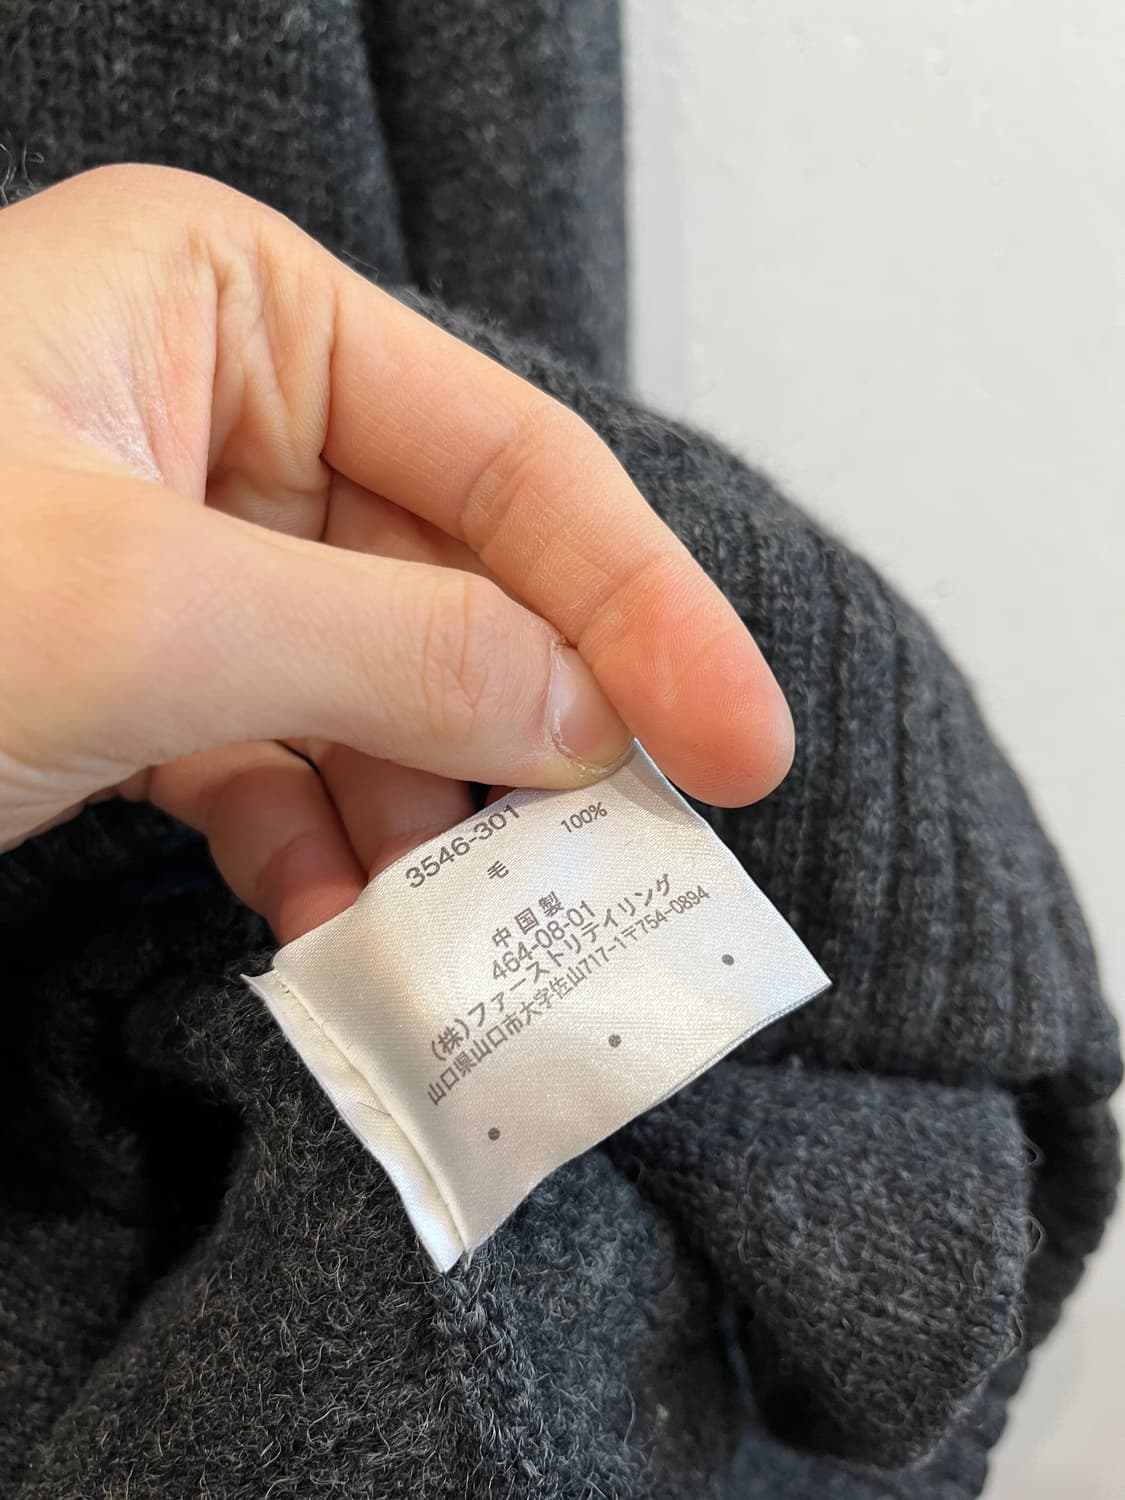 3546-301
毛 100%
中国製
464-08-01
(株)ファーストリテイリング
山口県山口市大字佐山717-1〒754-0894